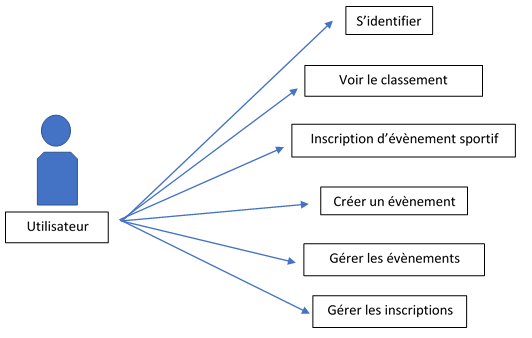 S’identifier
Voir le classement
Inscription d’évènement sportif
Créer un évènement
Utilisateur
Gérer les évènements
Gérer les inscriptions